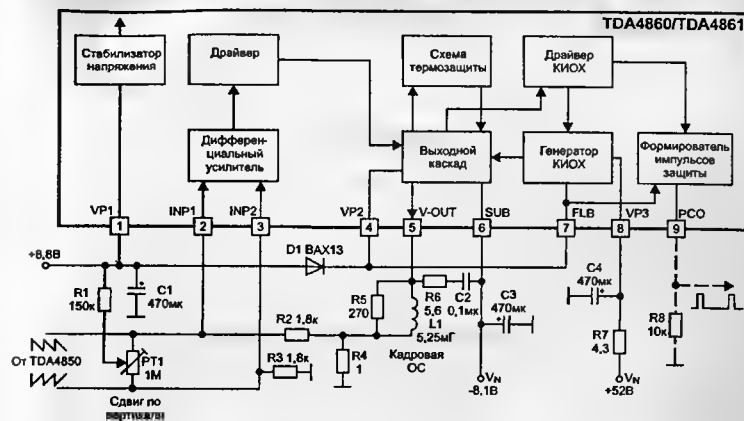 TDA4860/TDA4861
Стабилизатор
напряжения
Драйвер
Схема
термозащиты
Драйвер
КИОХ
Дифферен-
циальный
усилитель
Выходной
каскад
Генератор
КИОХ
Формирователь
импульсов
защиты
VP1
INP1
INP2
VP2
V-OUT
SUB
FLB
VP3
PCO
1
2
3
4
5
6
7
8
9
+8,8В
D1 BAX13
R1
150к
C1
470мк
R2 1,8к
R5
270
R6
5,6
C2
0,1мк
L1
5,25мГ
C3
470мк
C4
470мк
R7
4,3
R8
10к
От TDA4850
PT1
1М
R3 1,8к
R4
1
Кадровая
ОС
VN
-8,1В
VN
+52В
Сдвиг по
вертикали